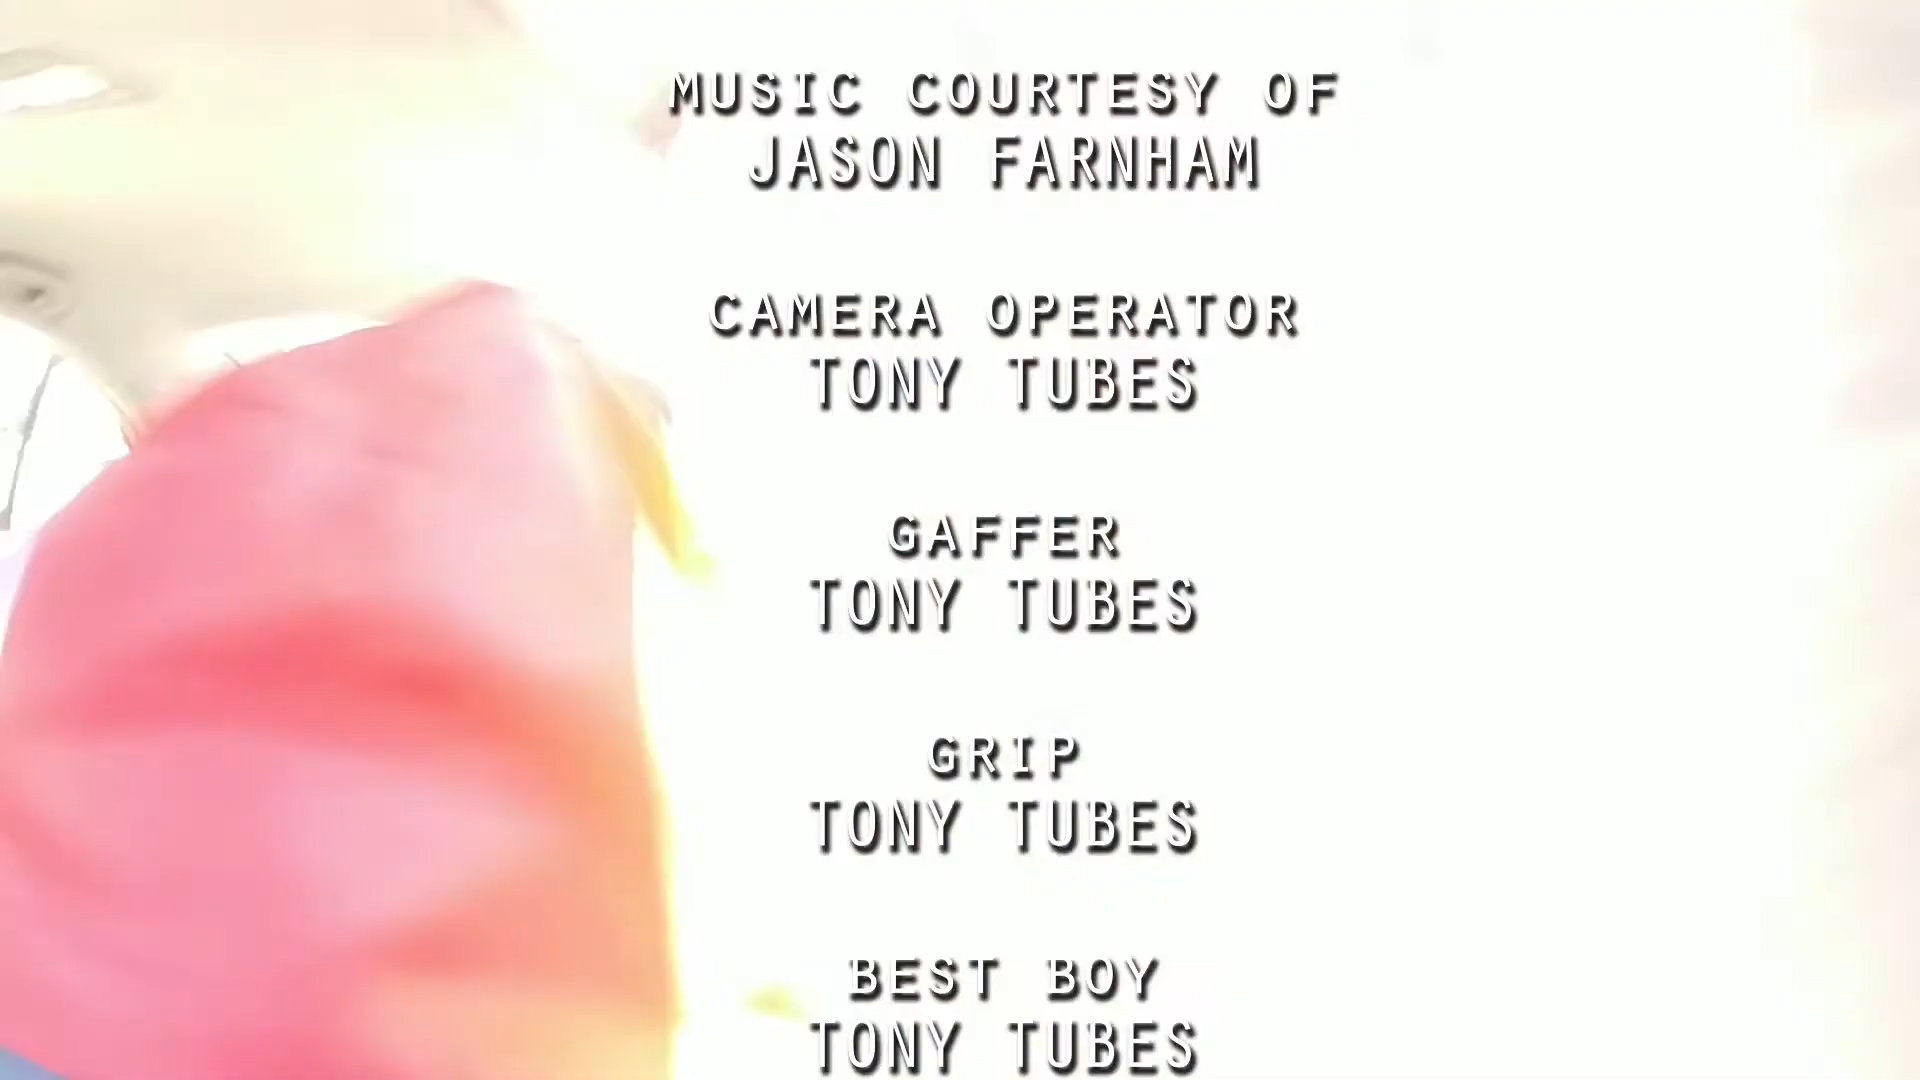 MUSIC COURTESY OF
JASON FARNHAM
CAMERA OPERATOR
TONY TUBES
GAFFER
TONY TUBES
GRIP
TONY TUBES
BEST BOY
TONY TUBES